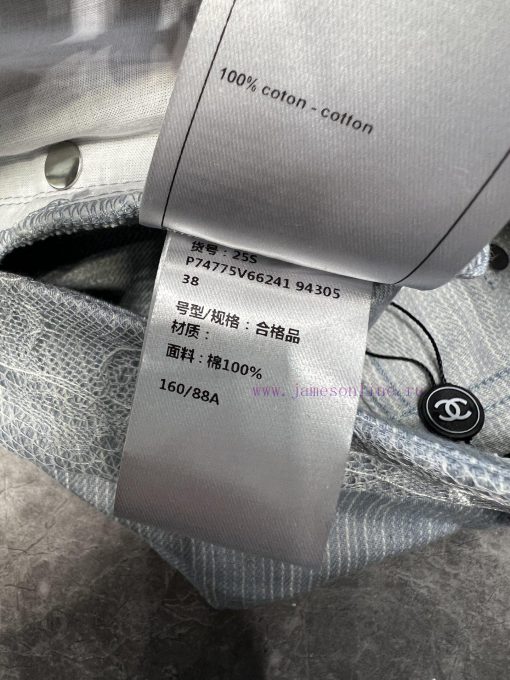 100% coton - cotton
货号：25S
P74775V66241 94305
38
号型/规格：合格品
材质：
面料：棉100%
160/88A